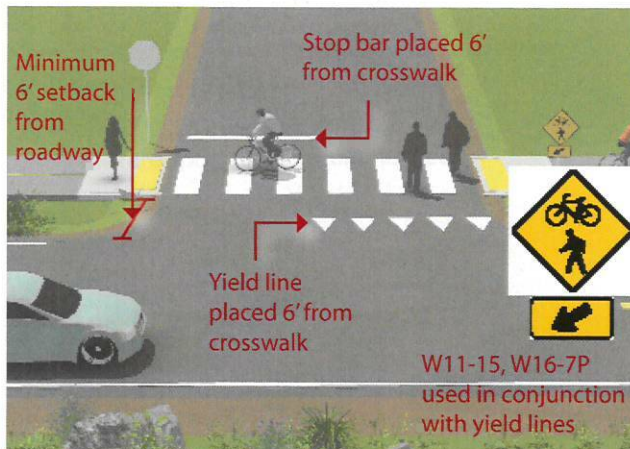 Minimum
6' setback
from
roadway
Stop bar placed 6'
from crosswalk
Yield line
placed 6' from
crosswalk
W11-15, W16-7P
used in conjunction
with yield lines